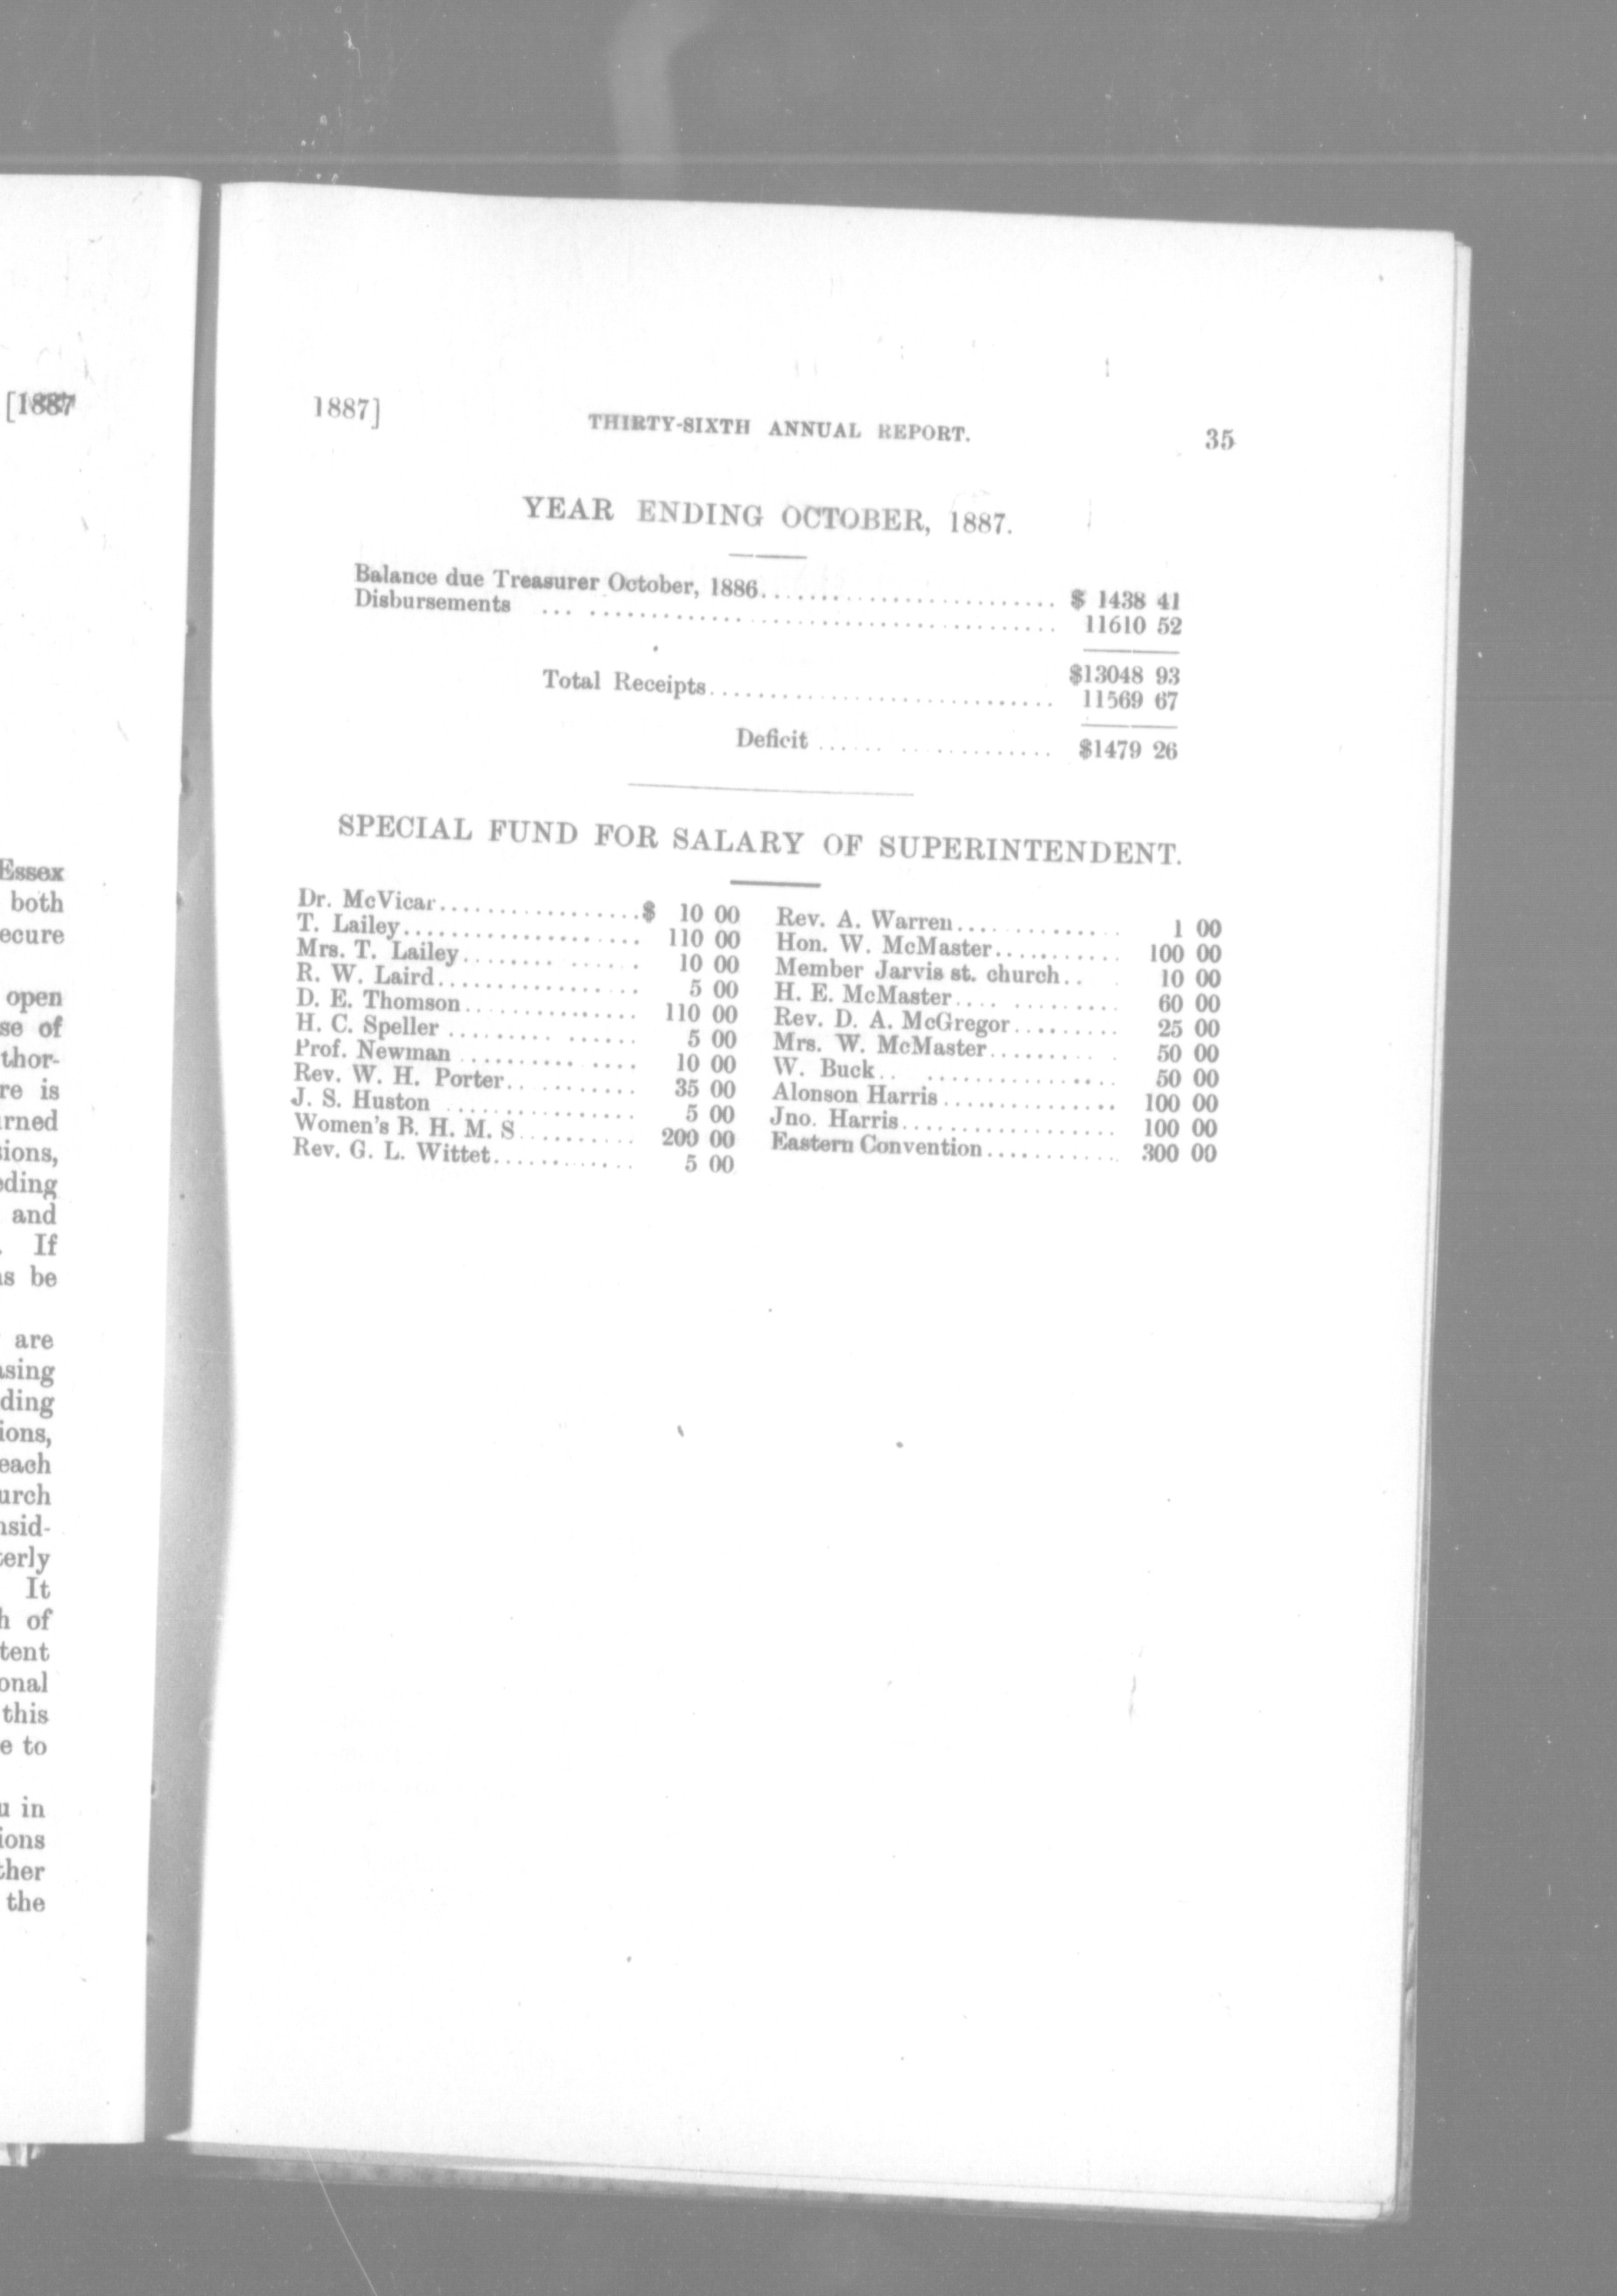 [1887
Essex
both
ecure
open
se of
thor-
re is
rned
sions,
eding
and
. If
as be
are
asing
ding
ions,
each
urch
nsid-
terly
It
h of
tent
onal
this
e to
u in
ions
ther
the
1887] THIRTY-SIXTH ANNUAL REPORT. 35
YEAR ENDING OCTOBER, 1887.
Balance due Treasurer October, 1886........................... $ 1438 41
Disbursements ... ....................................... 11610 52
$13048 93
Total Receipts............................. 11569 67
Deficit .................... $1479 26
SPECIAL FUND FOR SALARY OF SUPERINTENDENT.
Dr. McVicar.................$ 10 00
T. Lailey.................... 110 00
Mrs. T. Lailey........ ...... 10 00
R. W. Laird................. 5 00
D. E. Thomson.............. 110 00
H. C. Speller ......... ...... 5 00
Prof. Newman .......... .... 10 00
Rev. W. H. Porter........... 35 00
J. S. Huston ................ 5 00
Women's B. H. M. S.......... 200 00
Rev. G. L. Wittet............ 5 00
Rev. A. Warren.............. 1 00
Hon. W. McMaster........... 100 00
Member Jarvis st. church.. . 10 00
H. E. McMaster.... ......... 60 00
Rev. D. A. McGregor......... 25 00
Mrs. W. McMaster........... 50 00
W. Buck.. ................ 50 00
Alonson Harris............... 100 00
Jno. Harris.................. 100 00
Eastern Convention........... 300 00